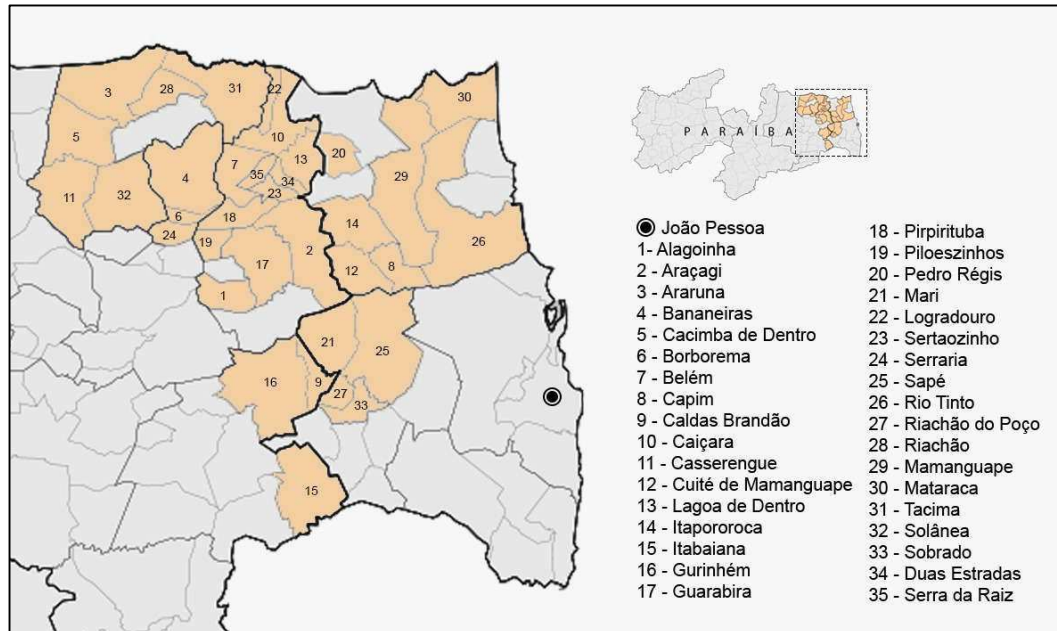 3
28
31
22
30
5
10
20
13
7
35
34
29
11
32
4
23
6
18
14
24
19
17
2
26
12
8
1
21
25
16
9
27
33
15
PARAÍBA
João Pessoa
1- Alagoinha
2 - Araçagi
3 - Araruna
4 - Bananeiras
5 - Cacimba de Dentro
6 - Borborema
7 - Belém
8 - Capim
9 - Caldas Brandão
10 - Caiçara
11 - Casserengue
12 - Cuité de Mamanguape
13 - Lagoa de Dentro
14 - Itapororoca
15 - Itabaiana
16 - Gurinhém
17 - Guarabira
18 - Pirpirituba
19 - Piloeszinhos
20 - Pedro Régis
21 - Mari
22 - Logradouro
23 - Sertaozinho
24 - Serraria
25 - Sapé
26 - Rio Tinto
27 - Riachão do Poço
28 - Riachão
29 - Mamanguape
30 - Mataraca
31 - Tacima
32 - Solânea
33 - Sobrado
34 - Duas Estradas
35 - Serra da Raiz